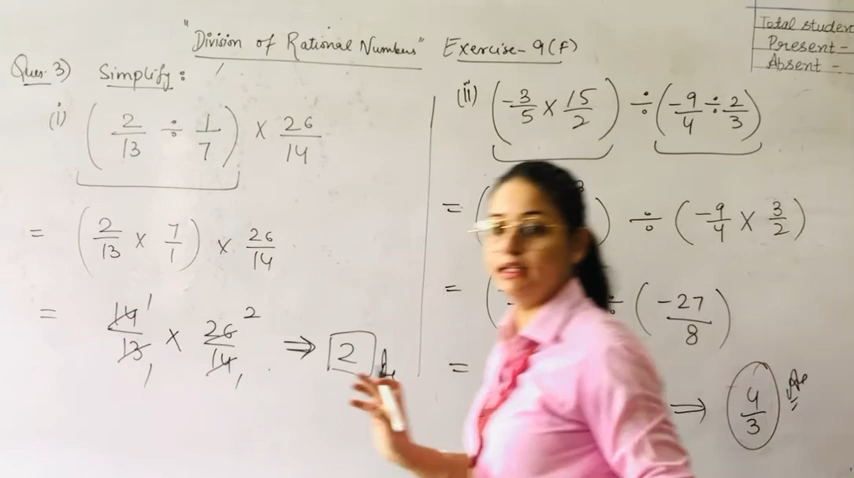 "Division of Rational Numbers" Exercise-9(F)
Total student
Present -
Absent -
Ques. 3) Simplify:
(i) (2/13 ÷ 1/7) × 26/14
= (2/13 × 7/1) × 26/14
= 14/13 × 26/14 ⇒ 2
(ii) (-3/5 × 15/2) ÷ (-9/4 ÷ 2/3)
= ( ) ÷ (-9/4 × 3/2)
= ( ÷ (-27/8)
= ⇒ 4/3 Ans